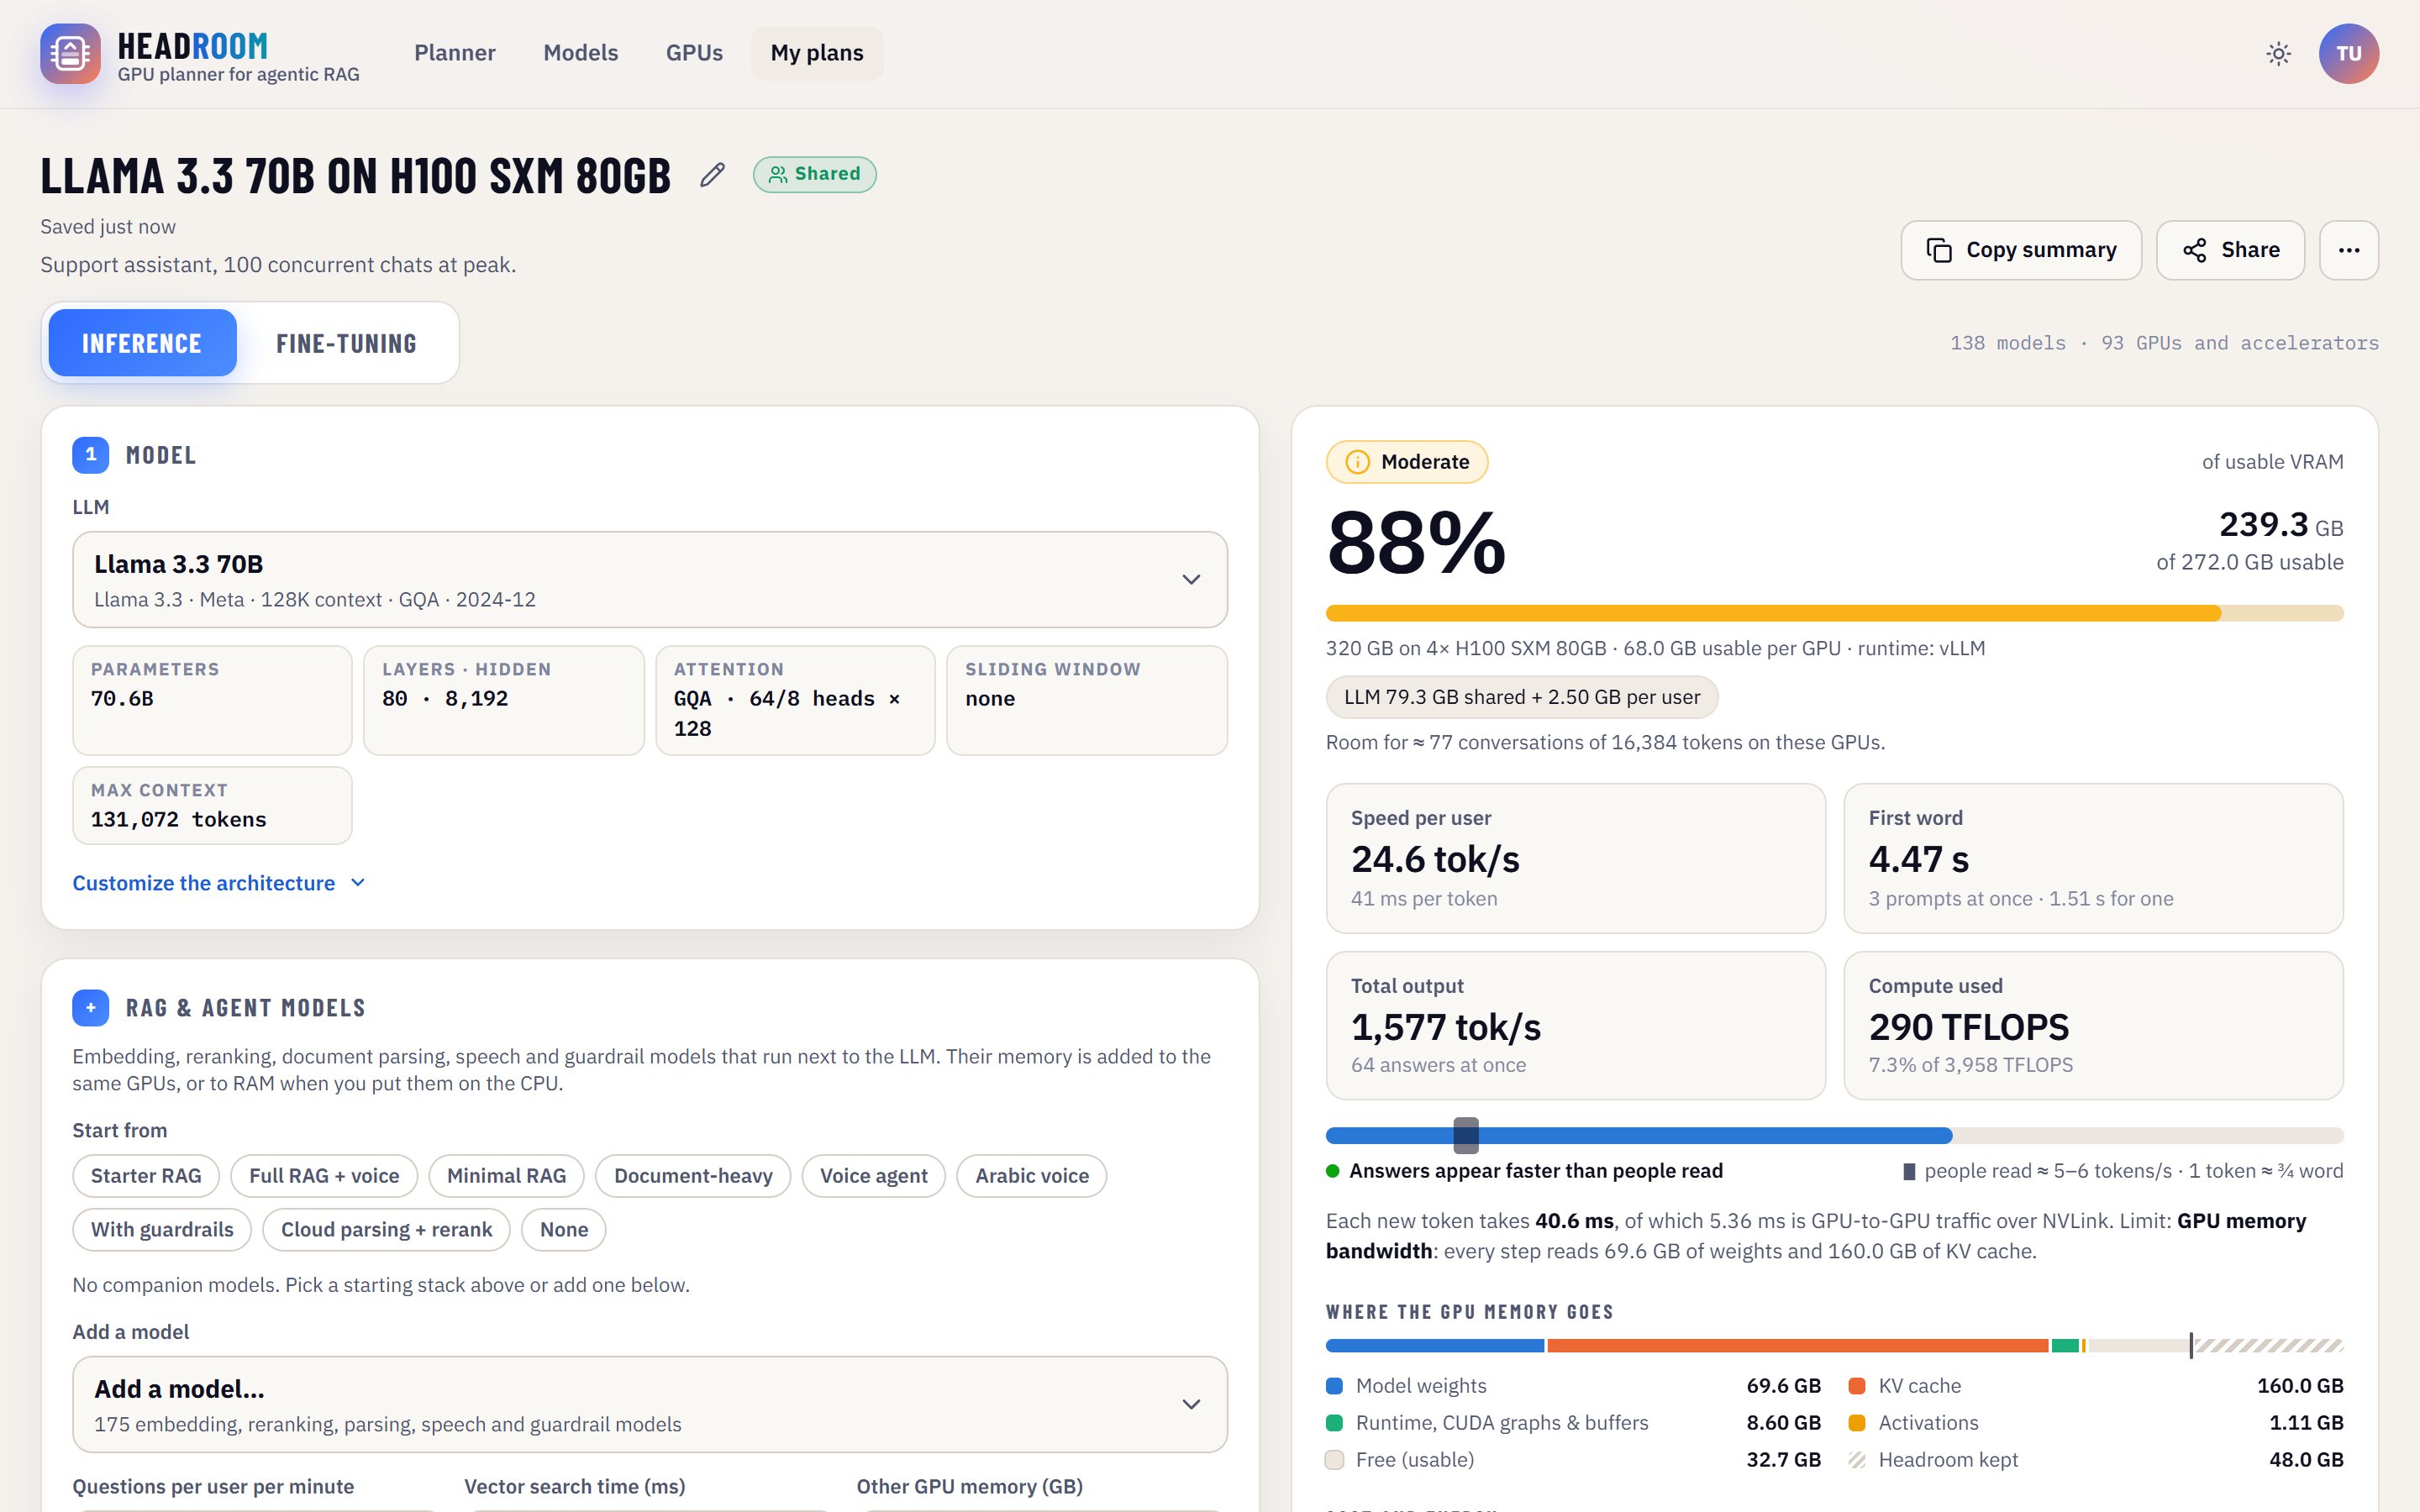 HEADROOM
GPU planner for agentic RAG
Planner
Models
GPUs
My plans
TU
LLAMA 3.3 70B ON H100 SXM 80GB
Shared
Saved just now
Support assistant, 100 concurrent chats at peak.
Copy summary
Share
INFERENCE
FINE-TUNING
138 models · 93 GPUs and accelerators
1 MODEL
LLM
Llama 3.3 70B
Llama 3.3 · Meta · 128K context · GQA · 2024-12
PARAMETERS
70.6B
LAYERS · HIDDEN
80 · 8,192
ATTENTION
GQA · 64/8 heads ×
128
SLIDING WINDOW
none
MAX CONTEXT
131,072 tokens
Customize the architecture
+ RAG & AGENT MODELS
Embedding, reranking, document parsing, speech and guardrail models that run next to the LLM. Their memory is added to the
same GPUs, or to RAM when you put them on the CPU.
Start from
Starter RAG
Full RAG + voice
Minimal RAG
Document-heavy
Voice agent
Arabic voice
With guardrails
Cloud parsing + rerank
None
No companion models. Pick a starting stack above or add one below.
Add a model
Add a model...
175 embedding, reranking, parsing, speech and guardrail models
Questions per user per minute
Vector search time (ms)
Other GPU memory (GB)
Moderate
of usable VRAM
88%
239.3 GB
of 272.0 GB usable
320 GB on 4× H100 SXM 80GB · 68.0 GB usable per GPU · runtime: vLLM
LLM 79.3 GB shared + 2.50 GB per user
Room for ≈ 77 conversations of 16,384 tokens on these GPUs.
Speed per user
24.6 tok/s
41 ms per token
First word
4.47 s
3 prompts at once · 1.51 s for one
Total output
1,577 tok/s
64 answers at once
Compute used
290 TFLOPS
7.3% of 3,958 TFLOPS
Answers appear faster than people read
people read ≈ 5–6 tokens/s · 1 token ≈ ¾ word
Each new token takes 40.6 ms, of which 5.36 ms is GPU-to-GPU traffic over NVLink. Limit: GPU memory
bandwidth: every step reads 69.6 GB of weights and 160.0 GB of KV cache.
WHERE THE GPU MEMORY GOES
Model weights 69.6 GB
KV cache 160.0 GB
Runtime, CUDA graphs & buffers 8.60 GB
Activations 1.11 GB
Free (usable) 32.7 GB
Headroom kept 48.0 GB